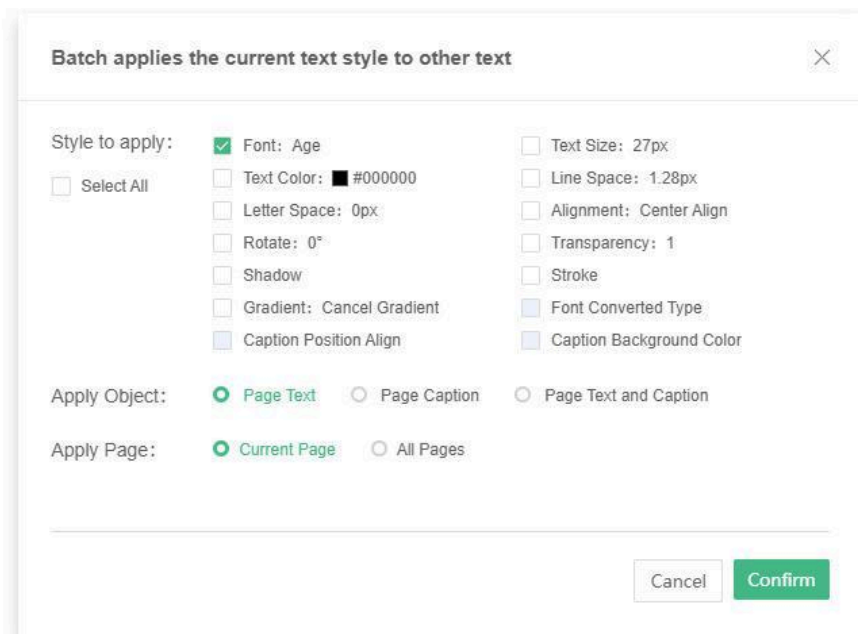 Batch applies the current text style to other text
Style to apply:
Select All
Font: Age
Text Size: 27px
Text Color: #000000
Line Space: 1.28px
Letter Space: 0px
Alignment: Center Align
Rotate: 0°
Transparency: 1
Shadow
Stroke
Gradient: Cancel Gradient
Font Converted Type
Caption Position Align
Caption Background Color
Apply Object: Page Text Page Caption Page Text and Caption
Apply Page: Current Page All Pages
Cancel Confirm